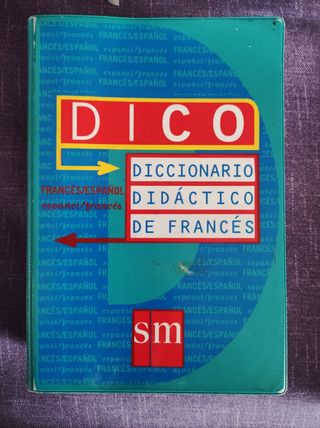 DICO
DICCIONARIO
DIDÁCTICO
DE FRANCÉS
FRANCÉS/ESPAÑOL
español/francés
sm